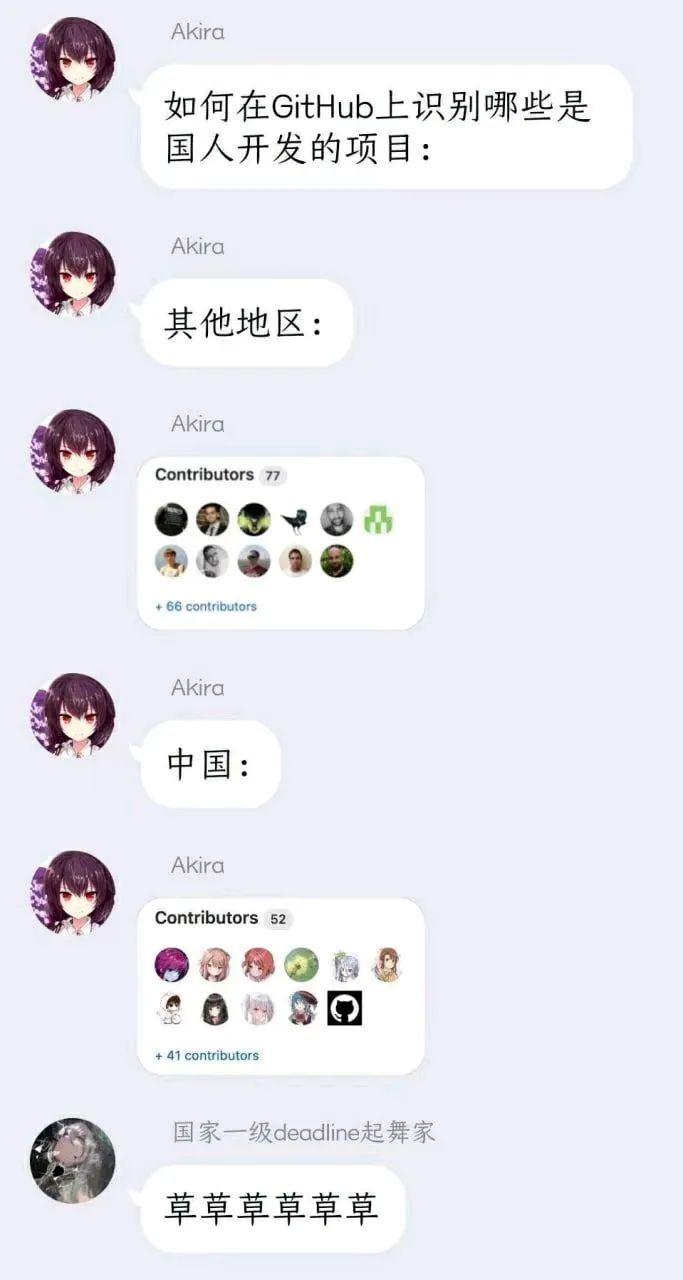 Akira
如何在GitHub上识别哪些是
国人开发的项目：
Akira
其他地区：
Akira
Contributors 77
+ 66 contributors
Akira
中国：
Akira
Contributors 52
+ 41 contributors
国家一级deadline起舞家
草草草草草草